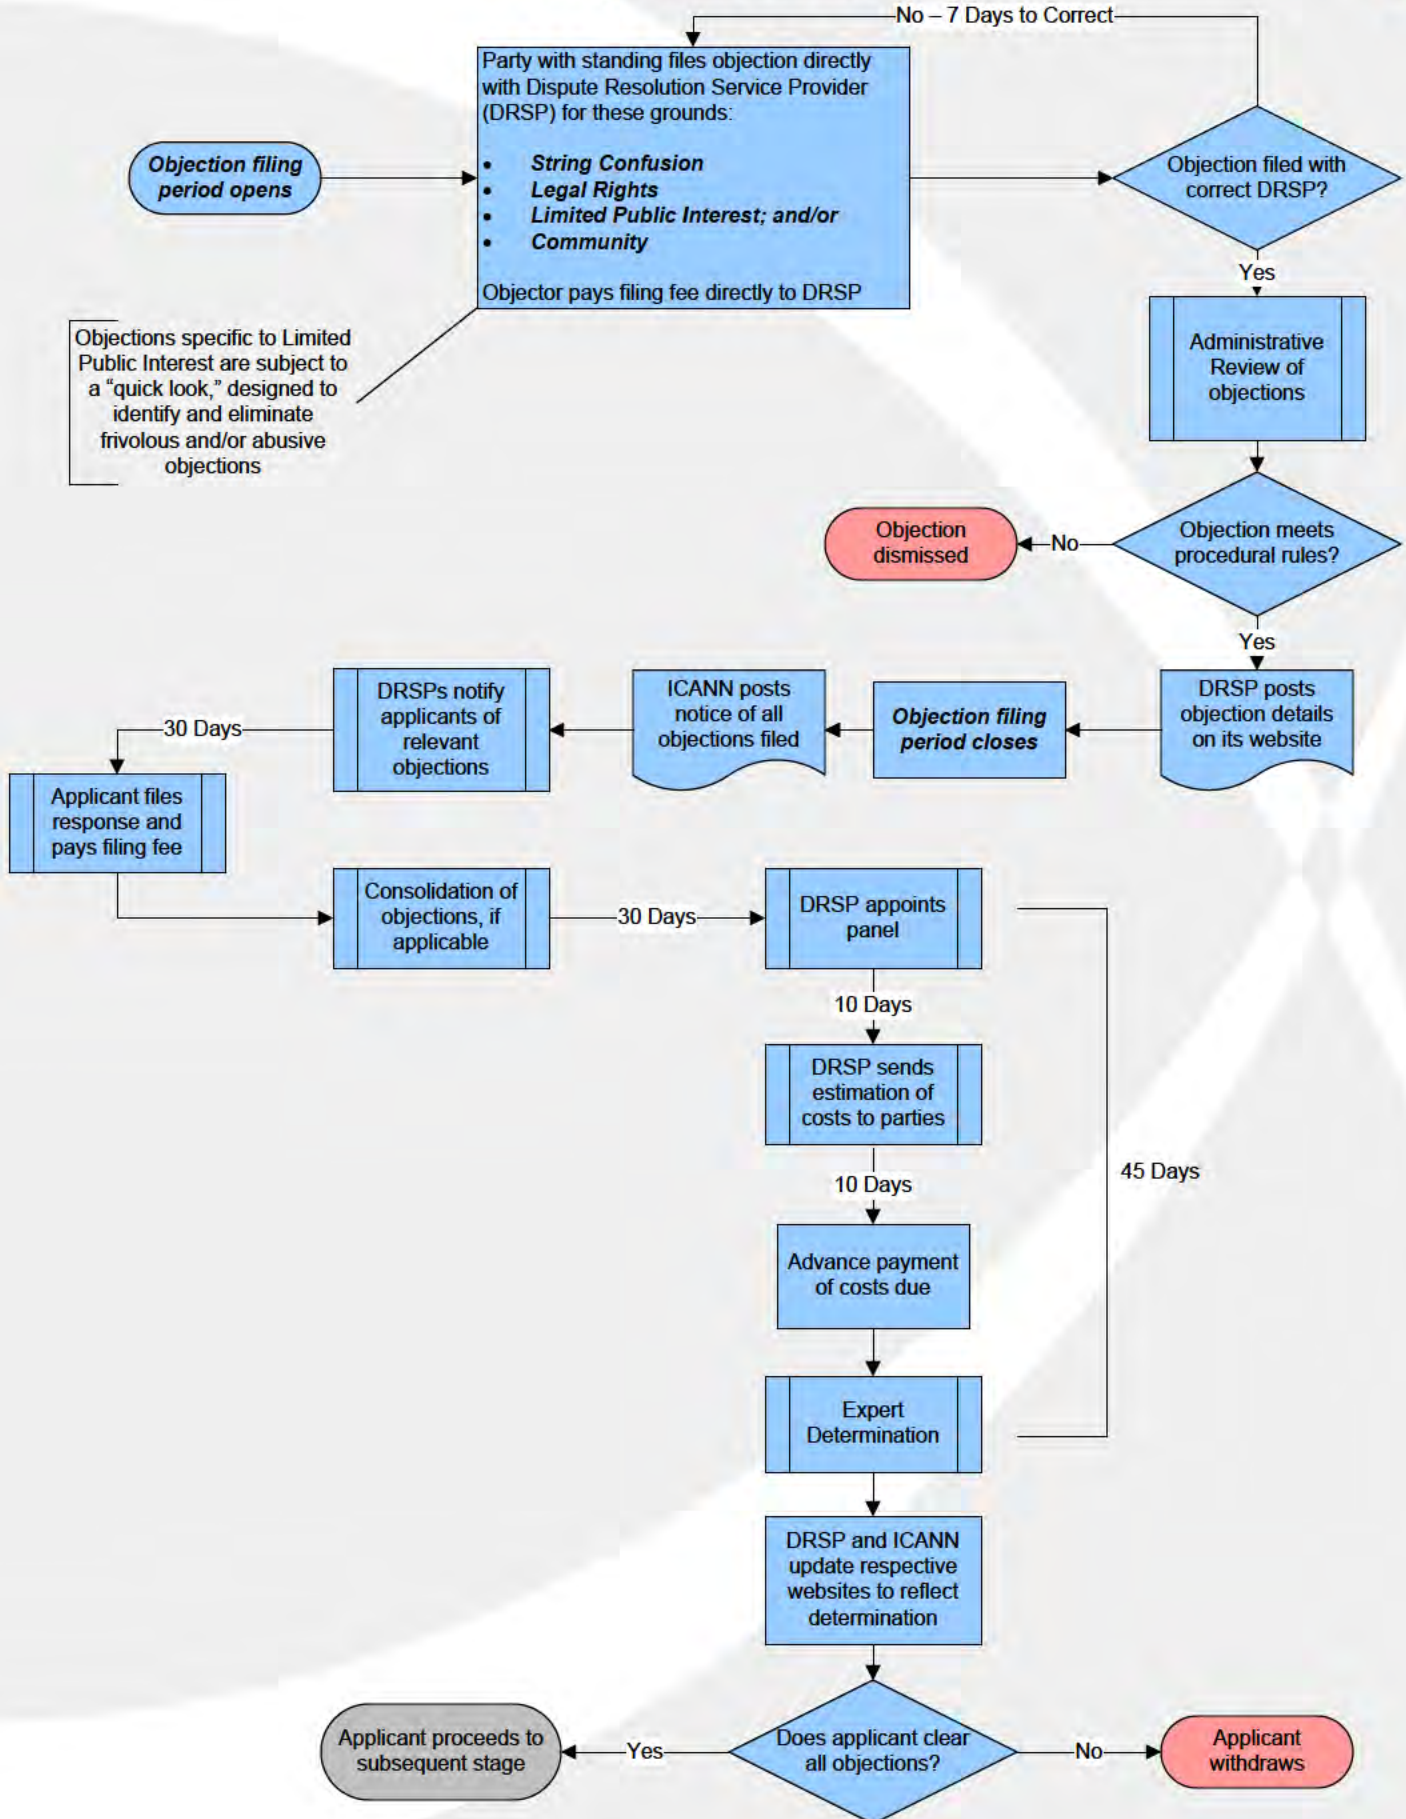 No – 7 Days to Correct
Party with standing files objection directly
with Dispute Resolution Service Provider
(DRSP) for these grounds:
• String Confusion
• Legal Rights
• Limited Public Interest; and/or
• Community
Objector pays filing fee directly to DRSP
Objection filing
period opens
Objection filed with
correct DRSP?
Yes
Objections specific to Limited
Public Interest are subject to
a “quick look,” designed to
identify and eliminate
frivolous and/or abusive
objections
Administrative
Review of
objections
Objection meets
procedural rules?
No
Objection
dismissed
Yes
DRSP posts
objection details
on its website
Objection filing
period closes
ICANN posts
notice of all
objections filed
DRSPs notify
applicants of
relevant
objections
30 Days
Applicant files
response and
pays filing fee
Consolidation of
objections, if
applicable
30 Days
DRSP appoints
panel
10 Days
DRSP sends
estimation of
costs to parties
10 Days
45 Days
Advance payment
of costs due
Expert
Determination
DRSP and ICANN
update respective
websites to reflect
determination
Does applicant clear
all objections?
Yes
Applicant proceeds to
subsequent stage
No
Applicant
withdraws